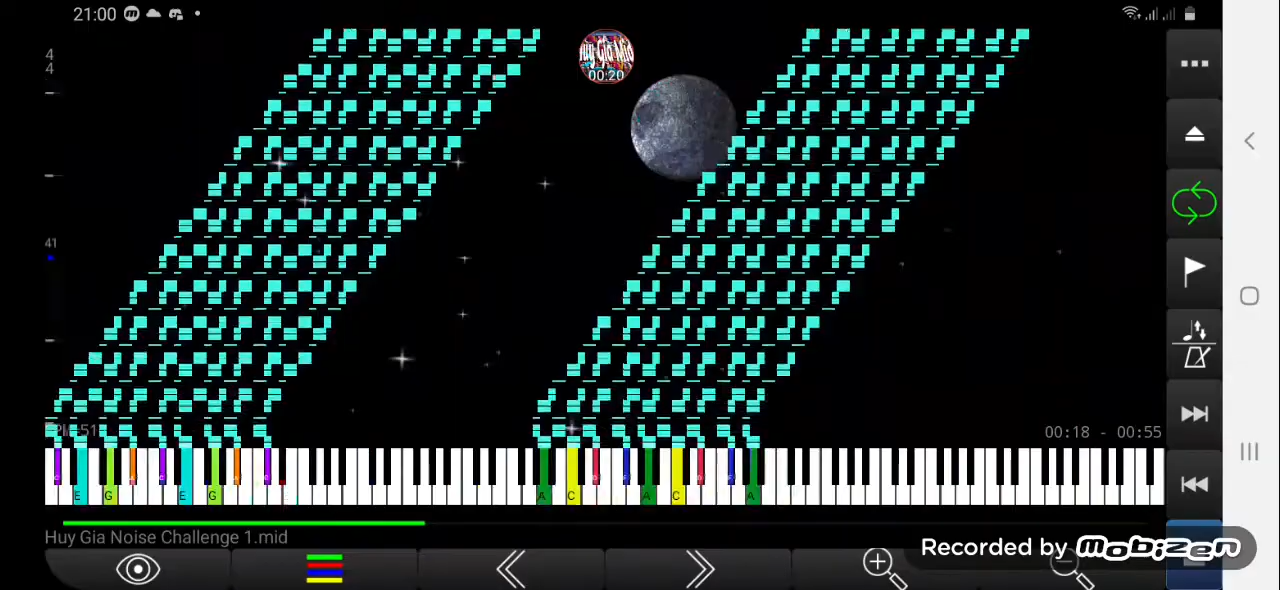 21:00
4
4
Huy Gia Mid
00:20
41
00:18 - 00:55
E G E G A C A C A
Huy Gia Noise Challenge 1.mid
Recorded by Mobizen